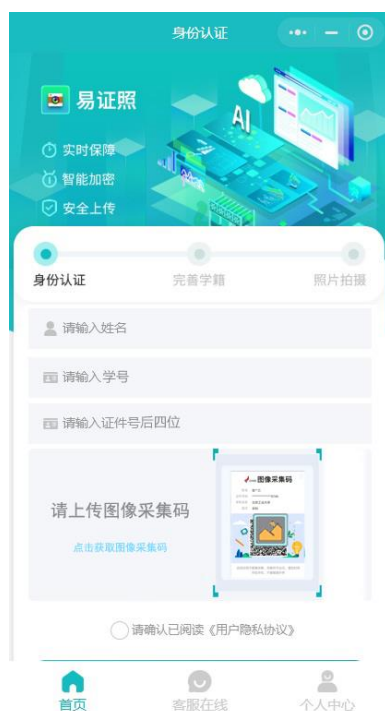 身份认证
易证照
AI
实时保障
智能加密
安全上传
身份认证
完善学籍
照片拍摄
请输入姓名
请输入学号
请输入证件号后四位
请上传图像采集码
点击获取图像采集码
图像采集码
请确认已阅读《用户隐私协议》
首页
客服在线
个人中心